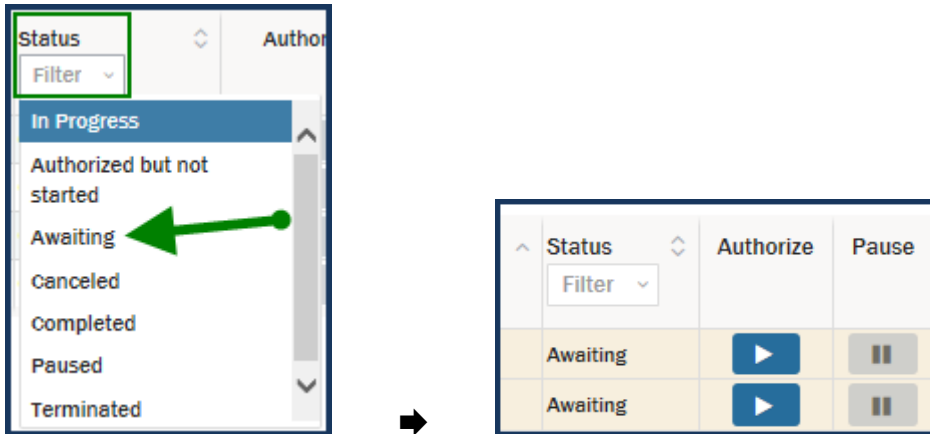 Status
Author
Filter
In Progress
Authorized but not
started
Awaiting
Canceled
Completed
Paused
Terminated
Status Authorize Pause
Filter
Awaiting
Awaiting